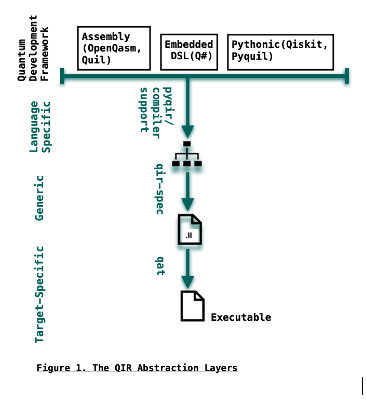 Quantum
Development
Framework
Assembly
(OpenQasm,
Quil)
Embedded
DSL(Q#)
Pythonic(Qiskit,
Pyquil)
Language
Specific
pyqir/
compiler
support
Generic
qir-spec
.ll
Target-Specific
qat
Executable
Figure 1. The QIR Abstraction Layers